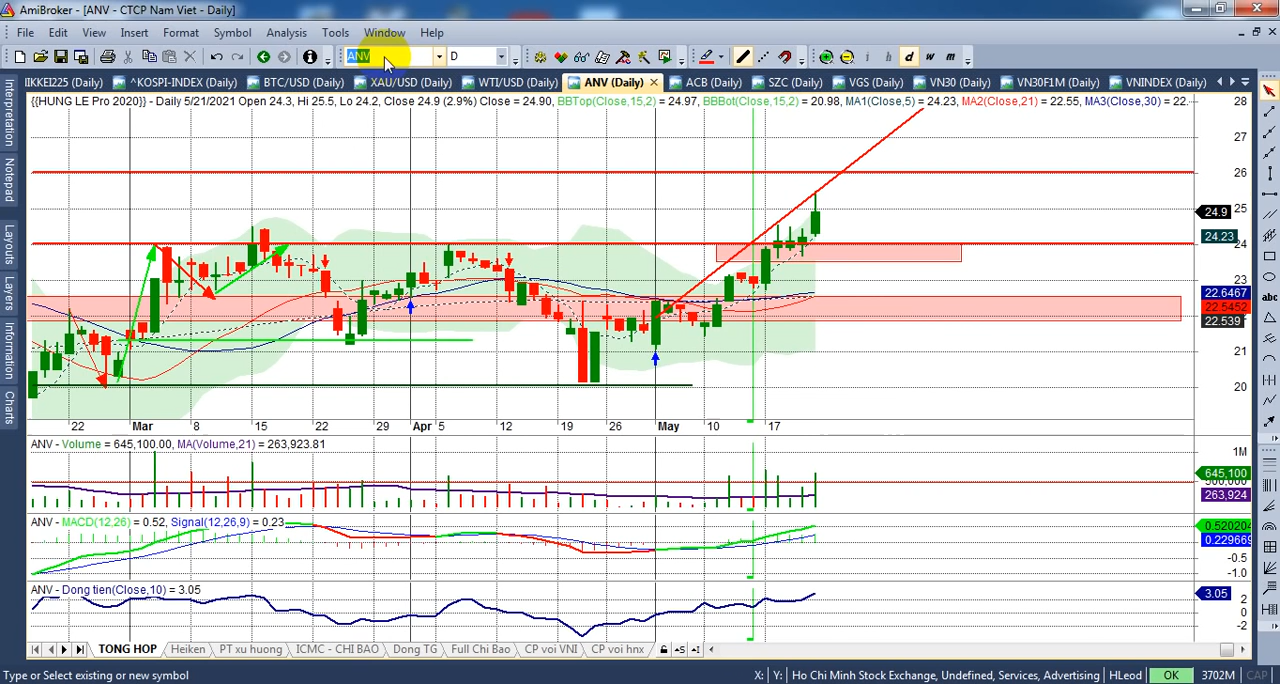 AmiBroker - [ANV - CTCP Nam Viet - Daily]
File Edit View Insert Format Symbol Analysis Tools Window Help
ANV D d w m
IIKKEI225 (Daily) ^KOSPI-INDEX (Daily) BTC/USD (Daily) XAU/USD (Daily) WTI/USD (Daily) ANV (Daily) ACB (Daily) SZC (Daily) VGS (Daily) VN30 (Daily) VN30F1M (Daily) VNINDEX (Daily)
{{HUNG LE Pro 2020}} - Daily 5/21/2021 Open 24.3, Hi 25.5, Lo 24.2, Close 24.9 (2.9%) Close = 24.90, BBTop(Close,15,2) = 24.97, BBBot(Close,15,2) = 20.98, MA1(Close,5) = 24.23, MA2(Close,21) = 22.55, MA3(Close,30) = 22.
Interpretation
Notepad
Layouts
Layers
Information
Charts
abc
28
27
26
25
24.9
24.23
24
23
22.6467
22.5452
22.539
21
20
22 Mar 8 15 22 29 Apr 5 12 19 26 May 10 17
ANV - Volume = 645,100.00, MA(Volume,21) = 263,923.81
1M
645,100
263,924
ANV - MACD(12,26) = 0.52, Signal(12,26,9) = 0.23
0.520204
0.229669
-0.5
-1.0
ANV - Dong tien(Close,10) = 3.05
3.05
2
0
-2
TONG HOP Heiken PT xu huong ICMC - CHI BAO Dong TG Full Chi Bao CP voi VNI CP voi hnx
Type or Select existing or new symbol X: Y: Ho Chi Minh Stock Exchange, Undefined, Services, Advertising HLeod OK 3702M CAP